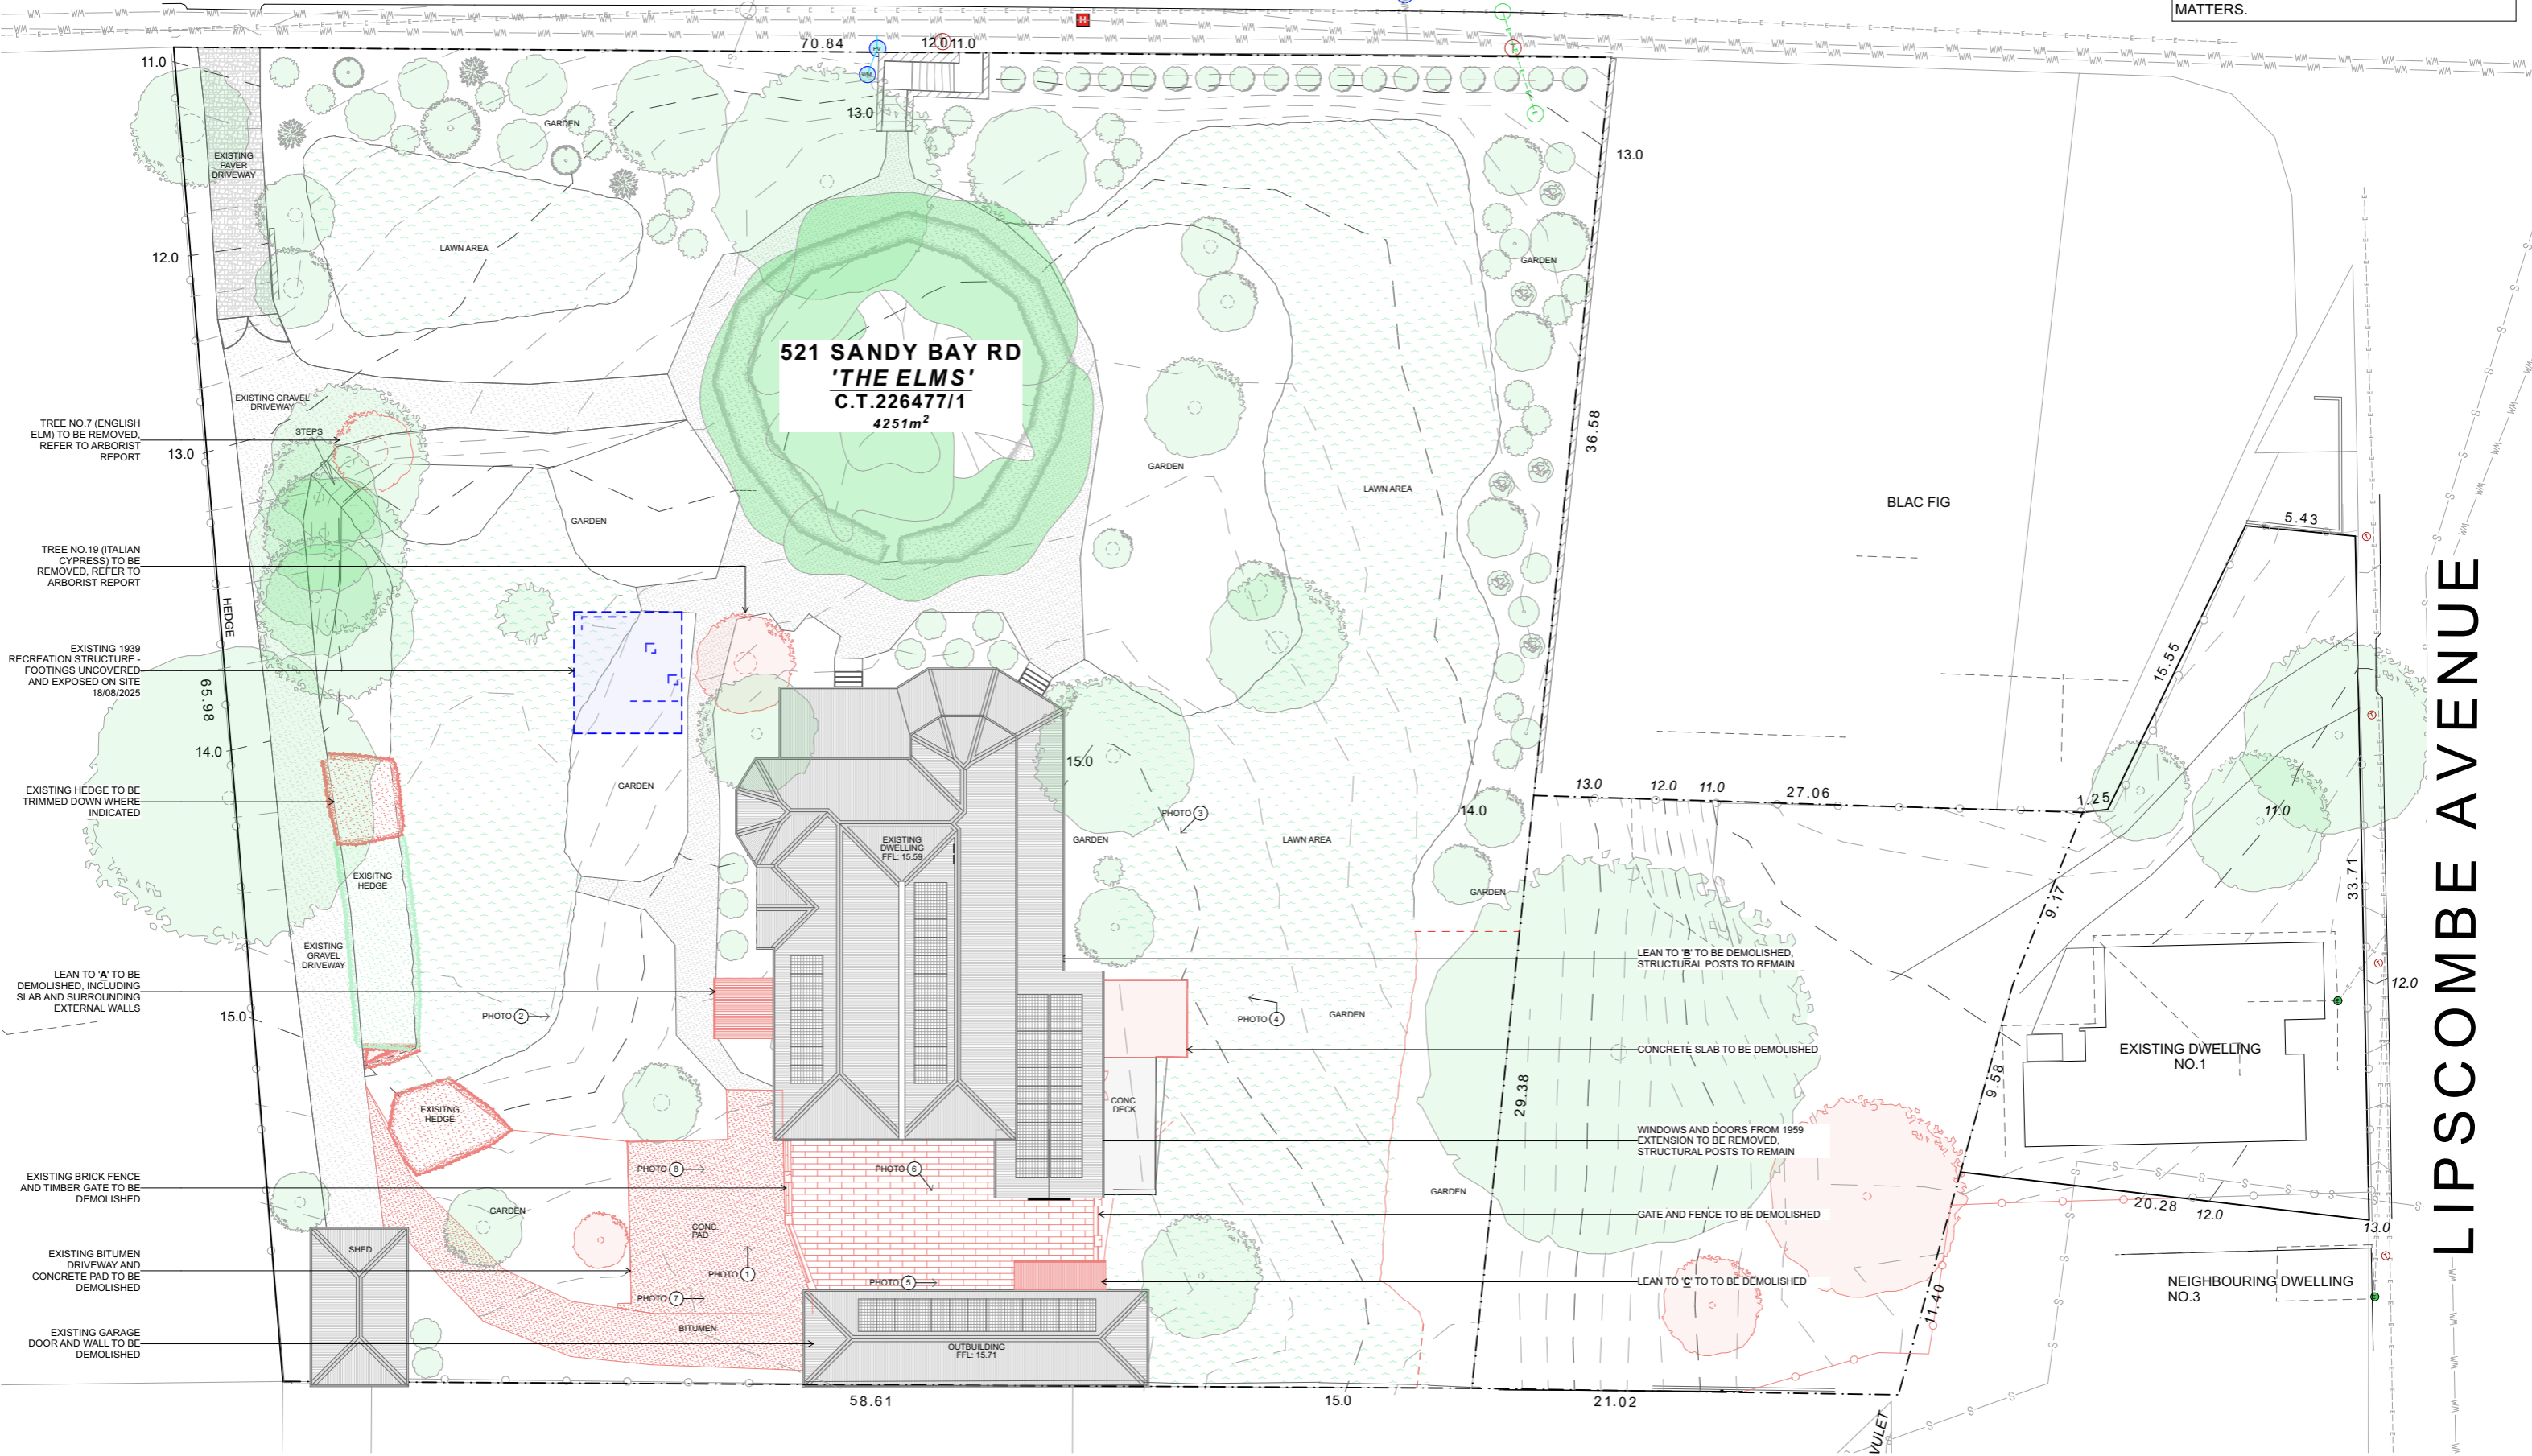 MATTERS.
70.84
12.0
11.0
H
PV
WM
11.0
13.0
13.0
GARDEN
EXISTING
PAVER
DRIVEWAY
LAWN AREA
12.0
GARDEN
521 SANDY BAY RD
'THE ELMS'
C.T.226477/1
4251m²
EXISTING GRAVEL
DRIVEWAY
STEPS
TREE NO.7 (ENGLISH
ELM) TO BE REMOVED,
REFER TO ARBORIST
REPORT
13.0
36.58
GARDEN
LAWN AREA
GARDEN
BLAC FIG
5.43
TREE NO.19 (ITALIAN
CYPRESS) TO BE
REMOVED, REFER TO
ARBORIST REPORT
HEDGE
EXISTING 1939
RECREATION STRUCTURE -
FOOTINGS UNCOVERED
AND EXPOSED ON SITE
18/08/2025
65.98
15.55
14.0
15.0
EXISTING HEDGE TO BE
TRIMMED DOWN WHERE
INDICATED
GARDEN
13.0
12.0
11.0
27.06
1.25
11.0
PHOTO 3
14.0
EXISTING
DWELLING
FFL: 15.59
GARDEN
LAWN AREA
EXISITNG
HEDGE
GARDEN
33.71
9.17
LIPSCOMBE AVENUE
EXISTING
GRAVEL
DRIVEWAY
LEAN TO 'B' TO BE DEMOLISHED,
STRUCTURAL POSTS TO REMAIN
LEAN TO 'A' TO BE
DEMOLISHED, INCLUDING
SLAB AND SURROUNDING
EXTERNAL WALLS
12.0
15.0
PHOTO 2
PHOTO 4
GARDEN
CONCRETE SLAB TO BE DEMOLISHED
EXISTING DWELLING
NO.1
9.58
29.38
CONC.
DECK
EXISITNG
HEDGE
WINDOWS AND DOORS FROM 1959
EXTENSION TO BE REMOVED,
STRUCTURAL POSTS TO REMAIN
PHOTO 8
PHOTO 6
EXISTING BRICK FENCE
AND TIMBER GATE TO BE
DEMOLISHED
GARDEN
GARDEN
20.28
12.0
GATE AND FENCE TO BE DEMOLISHED
13.0
CONC.
PAD
SHED
EXISTING BITUMEN
DRIVEWAY AND
CONCRETE PAD TO BE
DEMOLISHED
PHOTO 1
PHOTO 5
LEAN TO 'C' TO TO BE DEMOLISHED
NEIGHBOURING DWELLING
NO.3
PHOTO 7
11.40
BITUMEN
EXISTING GARAGE
DOOR AND WALL TO BE
DEMOLISHED
OUTBUILDING
FFL: 15.71
58.61
15.0
21.02
VULET